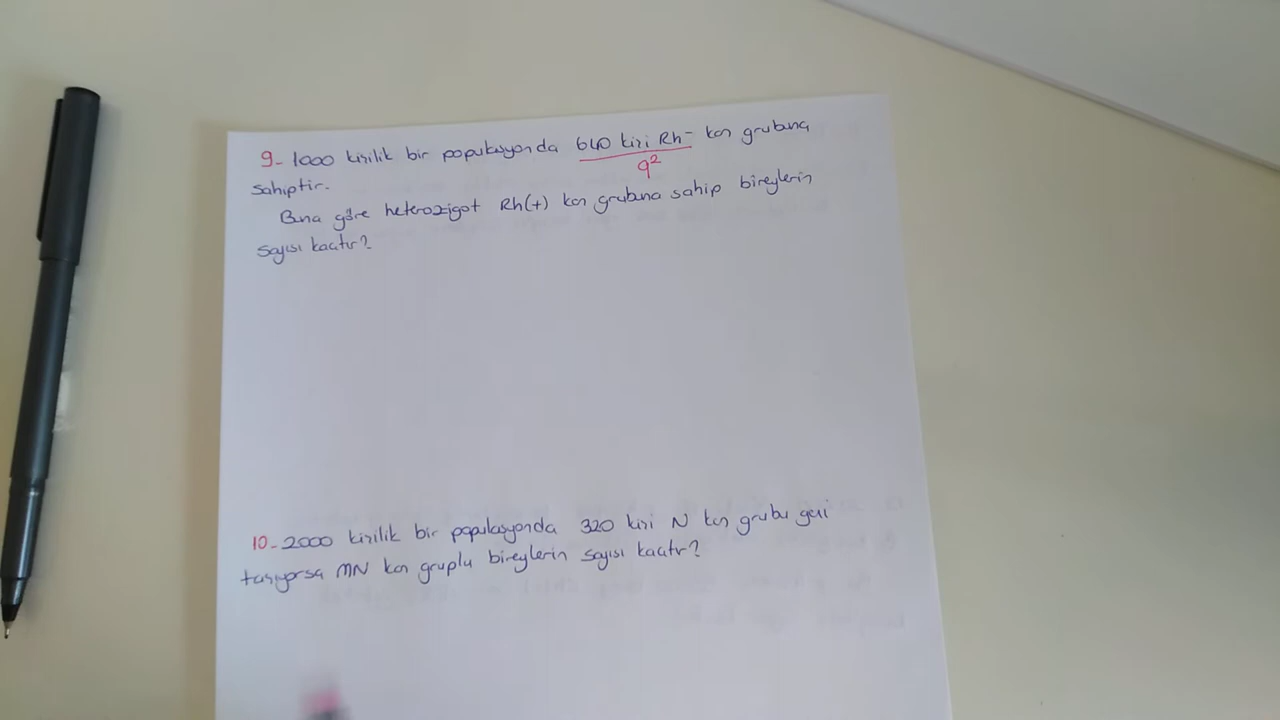 9- 1000 kişilik bir populasyonda 640 kişi Rh⁻ kan grubuna
q²
sahiptir.
Buna göre heterozigot Rh(+) kan grubuna sahip bireylerin
sayısı kaçtır?
10- 2000 kişilik bir populasyonda 320 kişi N kan grubu geni
taşıyorsa MN kan gruplu bireylerin sayısı kaçtır?